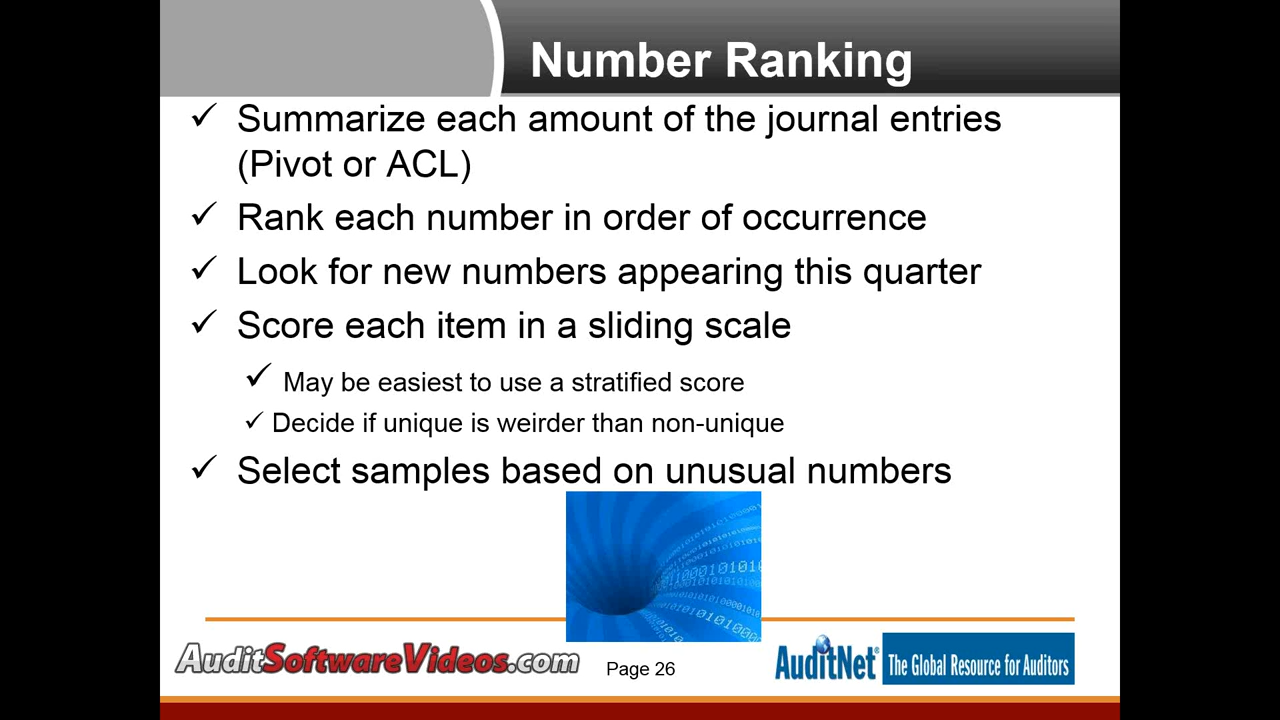 Number Ranking
✓ Summarize each amount of the journal entries
(Pivot or ACL)
✓ Rank each number in order of occurrence
✓ Look for new numbers appearing this quarter
✓ Score each item in a sliding scale
✓ May be easiest to use a stratified score
✓ Decide if unique is weirder than non-unique
✓ Select samples based on unusual numbers
AuditSoftwareVideos.com
Page 26
AuditNet® The Global Resource for Auditors